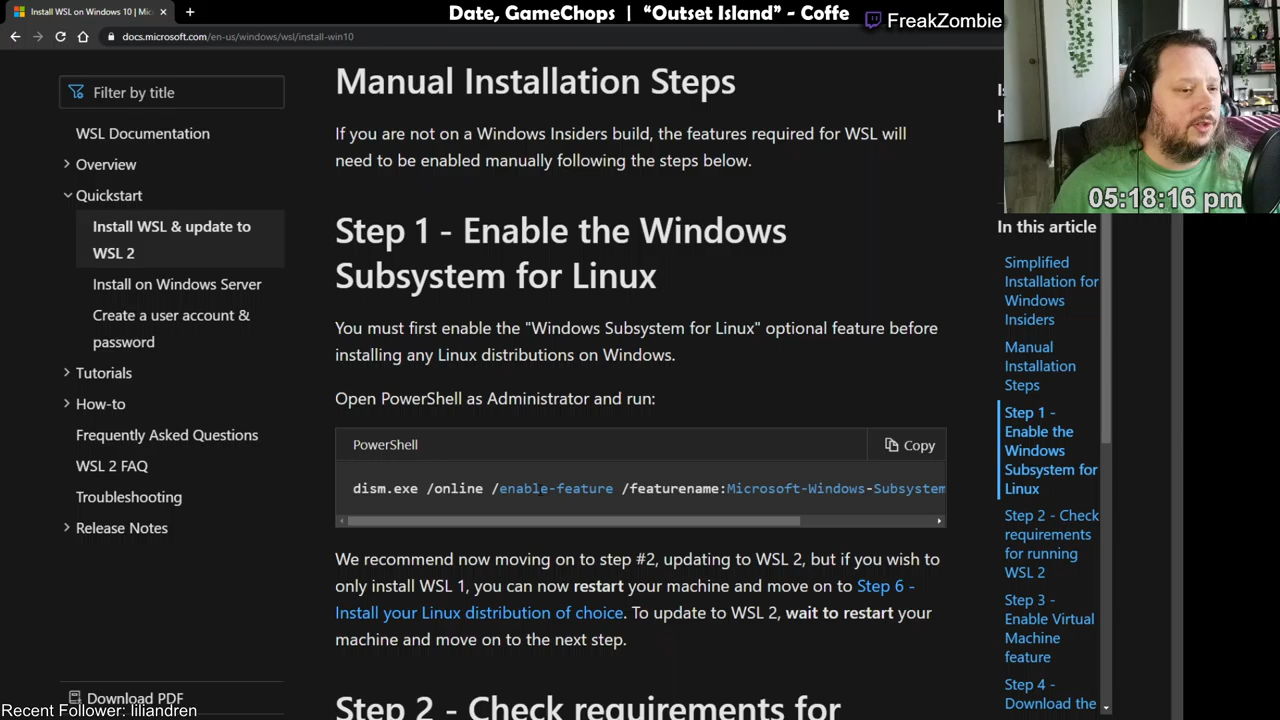 Install WSL on Windows 10 | Mic
Date, GameChops | “Outset Island” - Coffe
FreakZombie
docs.microsoft.com/en-us/windows/wsl/install-win10
Filter by title
WSL Documentation
Overview
Quickstart
Install WSL & update to
WSL 2
Install on Windows Server
Create a user account &
password
Tutorials
How-to
Frequently Asked Questions
WSL 2 FAQ
Troubleshooting
Release Notes
Download PDF
Recent Follower: liliandren
Manual Installation Steps
If you are not on a Windows Insiders build, the features required for WSL will
need to be enabled manually following the steps below.
Step 1 - Enable the Windows
Subsystem for Linux
You must first enable the "Windows Subsystem for Linux" optional feature before
installing any Linux distributions on Windows.
Open PowerShell as Administrator and run:
PowerShell
Copy
dism.exe /online /enable-feature /featurename:Microsoft-Windows-Subsystem
We recommend now moving on to step #2, updating to WSL 2, but if you wish to
only install WSL 1, you can now restart your machine and move on to Step 6 -
Install your Linux distribution of choice. To update to WSL 2, wait to restart your
machine and move on to the next step.
Step 2 - Check requirements for
05:18:16 pm
In this article
Simplified
Installation for
Windows
Insiders
Manual
Installation
Steps
Step 1 -
Enable the
Windows
Subsystem for
Linux
Step 2 - Check
requirements
for running
WSL 2
Step 3 -
Enable Virtual
Machine
feature
Step 4 -
Download the